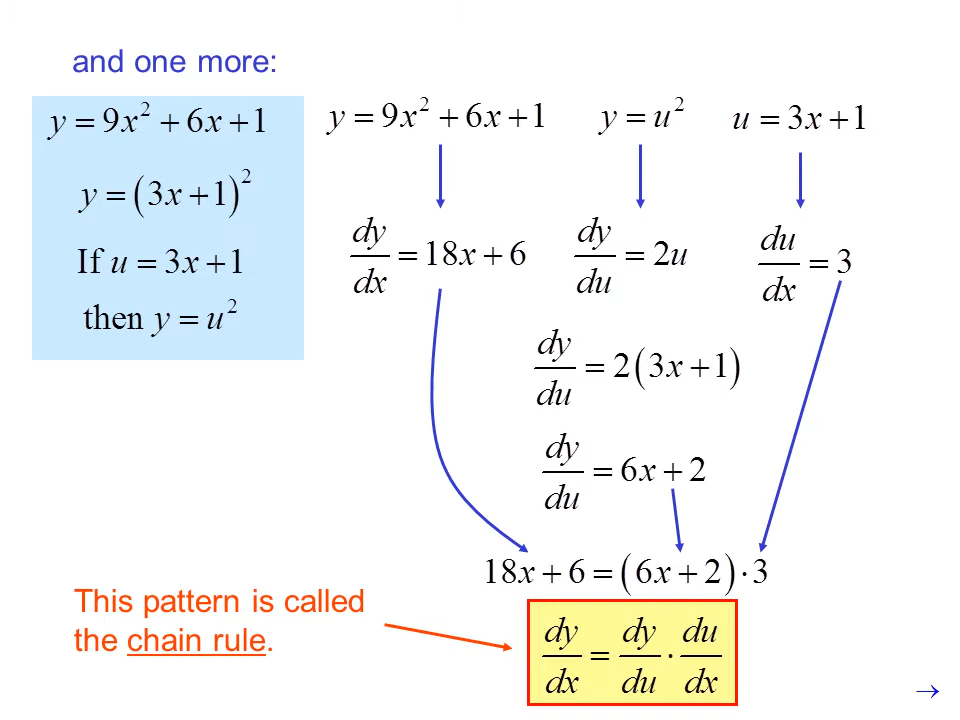 and one more:
y = 9x² + 6x + 1
y = (3x + 1)²
If u = 3x + 1
then y = u²
y = 9x² + 6x + 1
y = u²
u = 3x + 1
dy/dx = 18x + 6
dy/du = 2u
du/dx = 3
dy/du = 2(3x + 1)
dy/du = 6x + 2
18x + 6 = (6x + 2) · 3
This pattern is called
the chain rule.
dy/dx = dy/du · du/dx
→